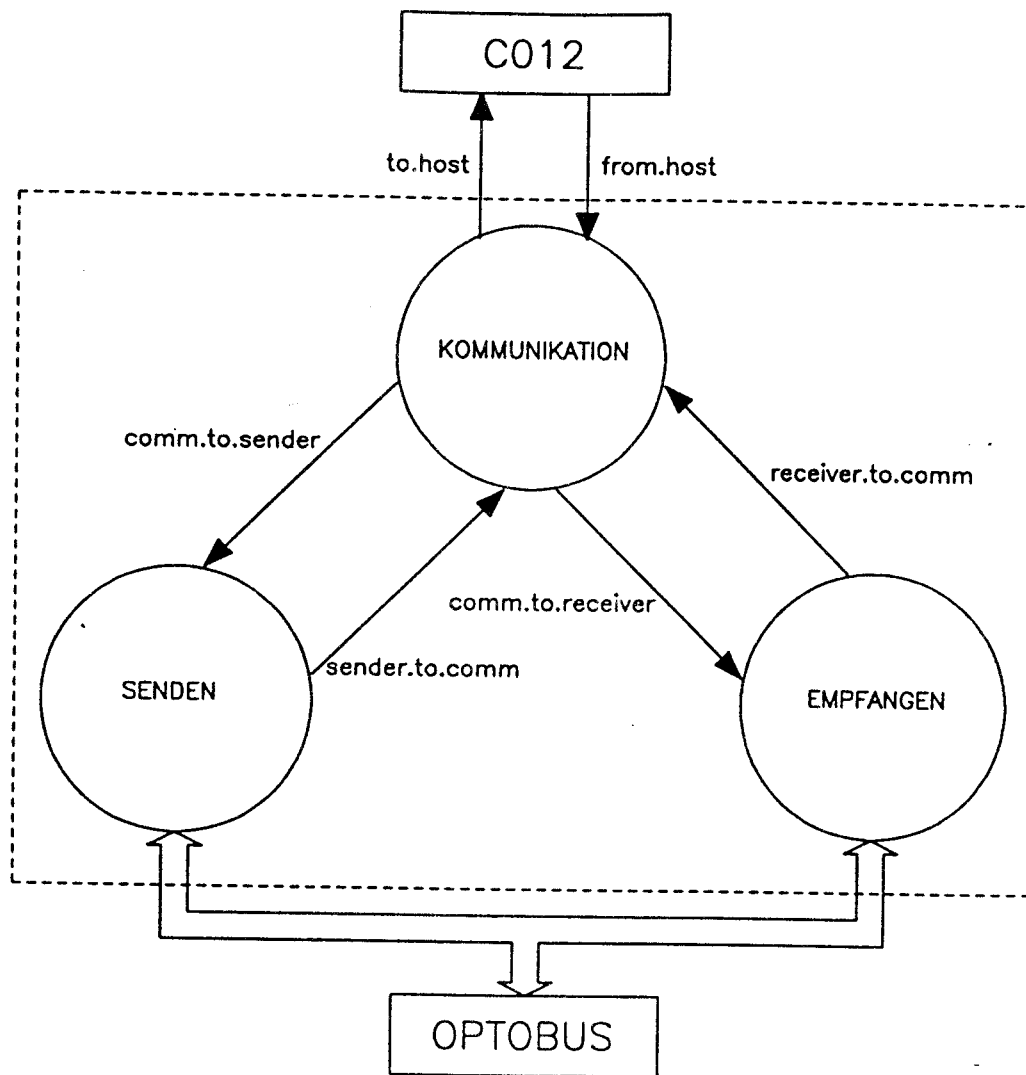 C012
to.host
from.host
KOMMUNIKATION
comm.to.sender
receiver.to.comm
comm.to.receiver
sender.to.comm
SENDEN
EMPFANGEN
OPTOBUS